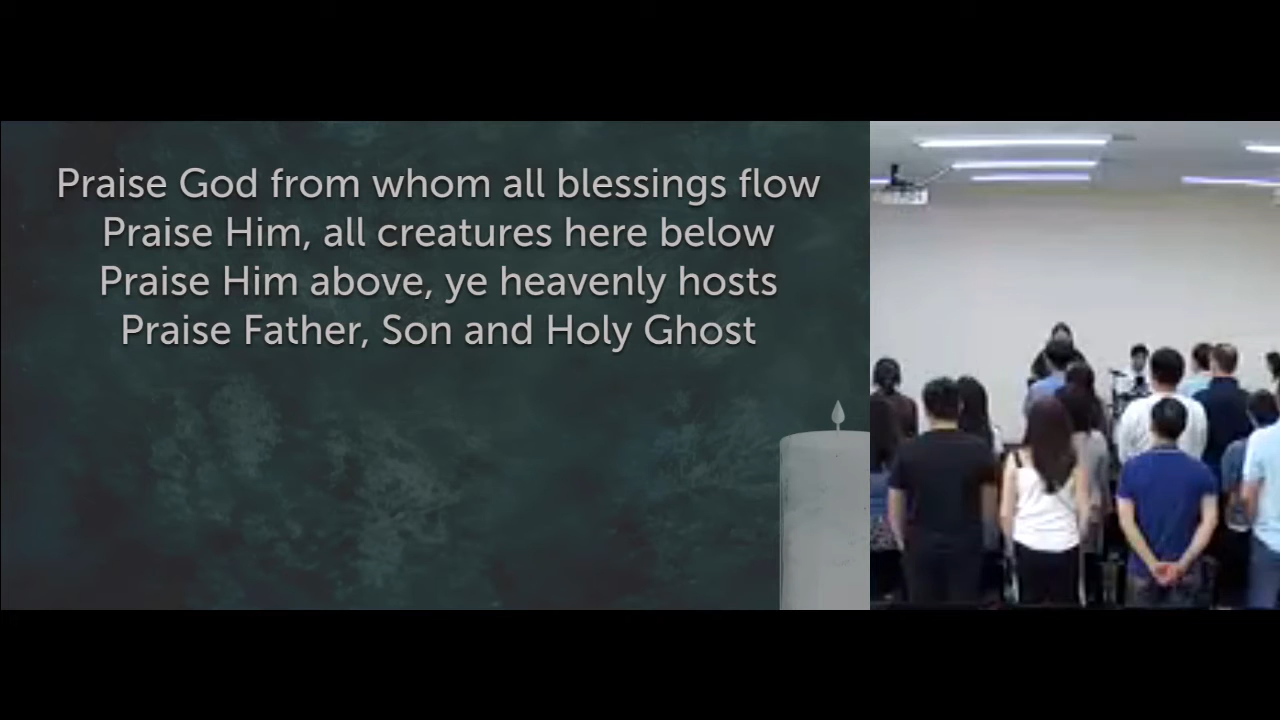 Praise God from whom all blessings flow
Praise Him, all creatures here below
Praise Him above, ye heavenly hosts
Praise Father, Son and Holy Ghost